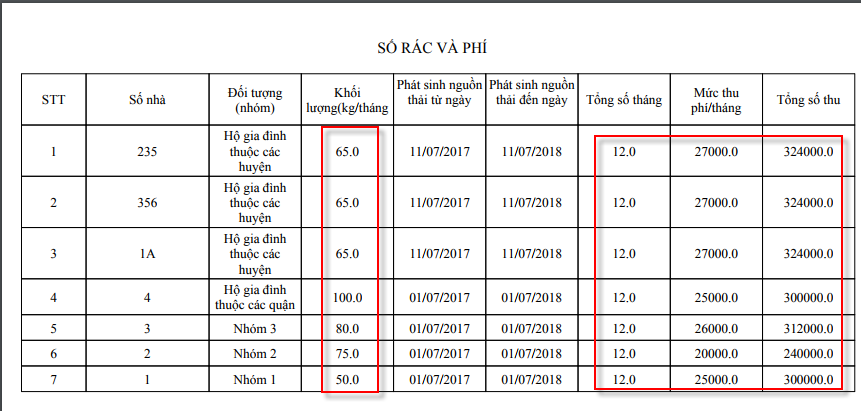 SỐ RÁC VÀ PHÍ
STT Số nhà Đối tượng (nhóm) Khối lượng(kg/tháng Phát sinh nguồn thải từ ngày Phát sinh nguồn thải đến ngày Tổng số tháng Mức thu phí/tháng Tổng số thu
1 235 Hộ gia đình thuộc các huyện 65.0 11/07/2017 11/07/2018 12.0 27000.0 324000.0
2 356 Hộ gia đình thuộc các huyện 65.0 11/07/2017 11/07/2018 12.0 27000.0 324000.0
3 1A Hộ gia đình thuộc các huyện 65.0 11/07/2017 11/07/2018 12.0 27000.0 324000.0
4 4 Hộ gia đình thuộc các quận 100.0 01/07/2017 01/07/2018 12.0 25000.0 300000.0
5 3 Nhóm 3 80.0 01/07/2017 01/07/2018 12.0 26000.0 312000.0
6 2 Nhóm 2 75.0 01/07/2017 01/07/2018 12.0 20000.0 240000.0
7 1 Nhóm 1 50.0 01/07/2017 01/07/2018 12.0 25000.0 300000.0